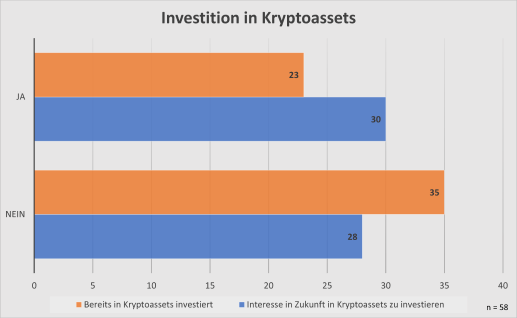 Investition in Kryptoassets
JA
23
30
NEIN
35
28
0 5 10 15 20 25 30 35 40
Bereits in Kryptoassets investiert Interesse in Zukunft in Kryptoassets zu investieren
n = 58